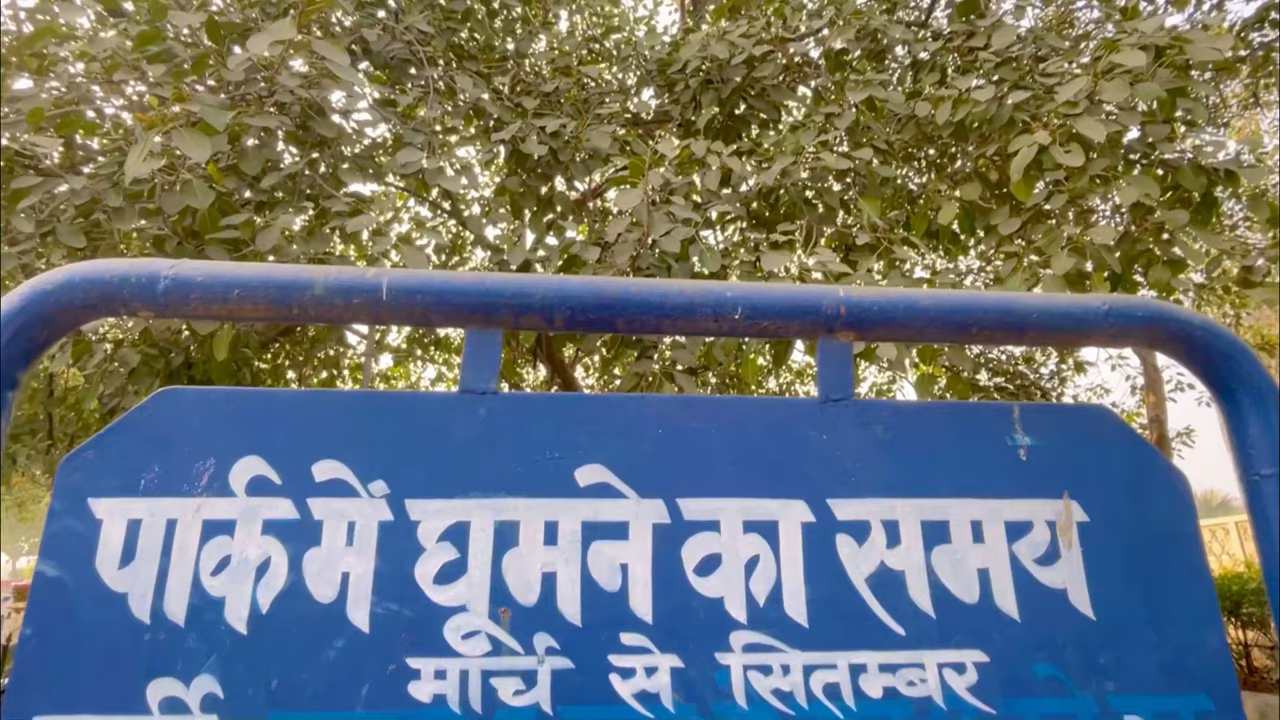 पार्क में घूमने का समय
मार्च से सितम्बर